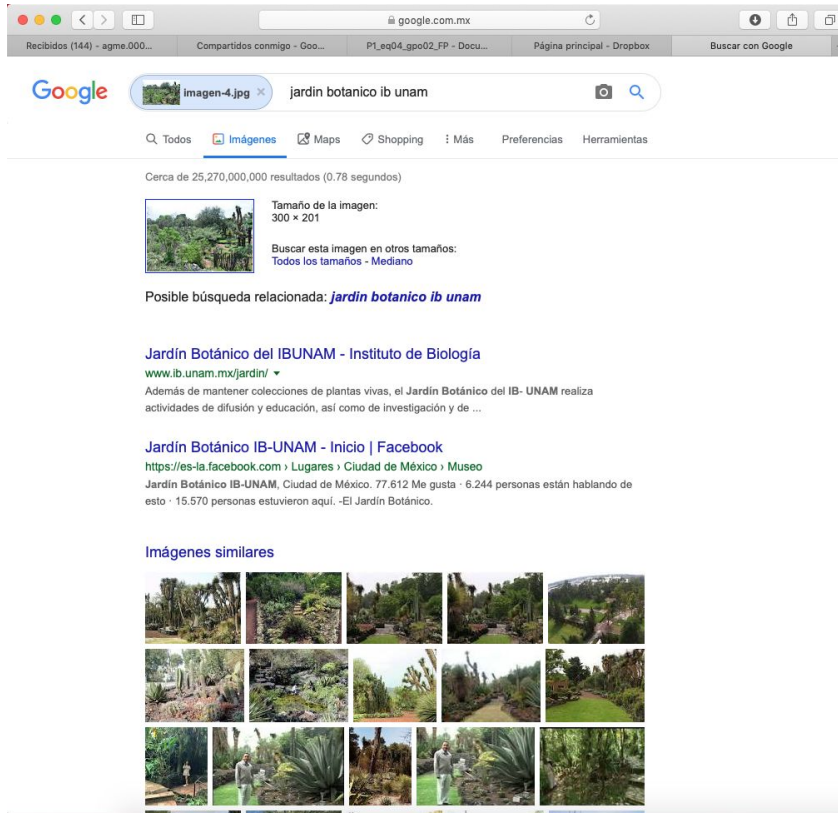 google.com.mx
Recibidos (144) - agme.000...
Compartidos conmigo - Goo...
P1_eq04_gpo02_FP - Docu...
Página principal - Dropbox
Buscar con Google
Google
imagen-4.jpg ×
jardin botanico ib unam
Todos
Imágenes
Maps
Shopping
Más
Preferencias
Herramientas
Cerca de 25,270,000,000 resultados (0.78 segundos)
Tamaño de la imagen:
300 × 201
Buscar esta imagen en otros tamaños:
Todos los tamaños - Mediano
Posible búsqueda relacionada: jardin botanico ib unam
Jardín Botánico del IBUNAM - Instituto de Biología
www.ib.unam.mx/jardin/
Además de mantener colecciones de plantas vivas, el Jardín Botánico del IB- UNAM realiza
actividades de difusión y educación, así como de investigación y de ...
Jardín Botánico IB-UNAM - Inicio | Facebook
https://es-la.facebook.com › Lugares › Ciudad de México › Museo
Jardín Botánico IB-UNAM, Ciudad de México. 77.612 Me gusta · 6.244 personas están hablando de
esto · 15.570 personas estuvieron aquí. -El Jardín Botánico.
Imágenes similares